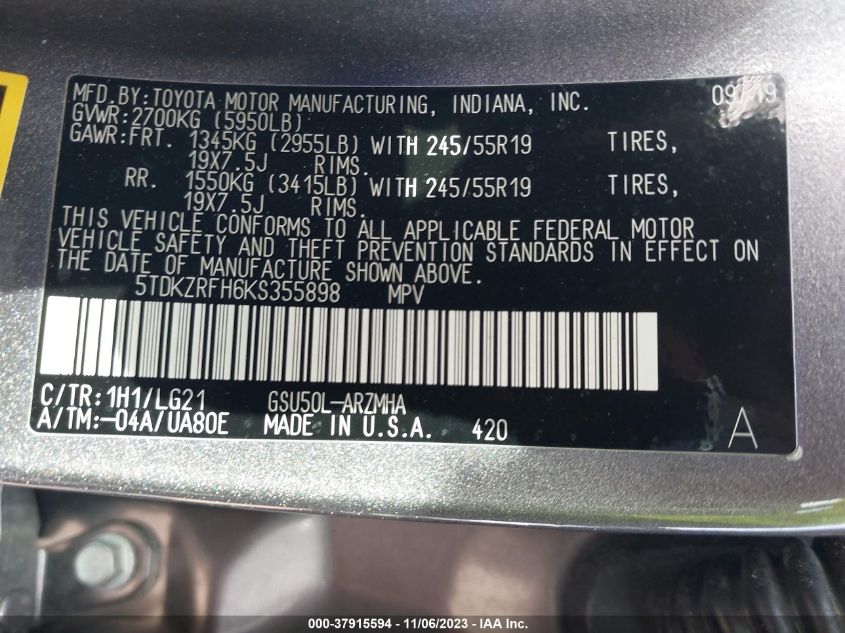 MFD.BY:TOYOTA MOTOR MANUFACTURING, INDIANA, INC.
GVWR:2700KG (5950LB)
GAWR:FRT. 1345KG (2955LB) WITH 245/55R19 TIRES,
19X7.5J RIMS.
RR. 1550KG (3415LB) WITH 245/55R19 TIRES,
19X7.5J RIMS.
THIS VEHICLE CONFORMS TO ALL APPLICABLE FEDERAL MOTOR
VEHICLE SAFETY AND THEFT PREVENTION STANDARDS IN EFFECT ON
THE DATE OF MANUFACTURE SHOWN ABOVE.
5TDKZRFH6KS355898 MPV
C/TR:1H1/LG21 GSU50L-ARZMHA
A/TM:-04A/UA80E MADE IN U.S.A. 420 A
000-37915594 - 11/06/2023 - IAA Inc.